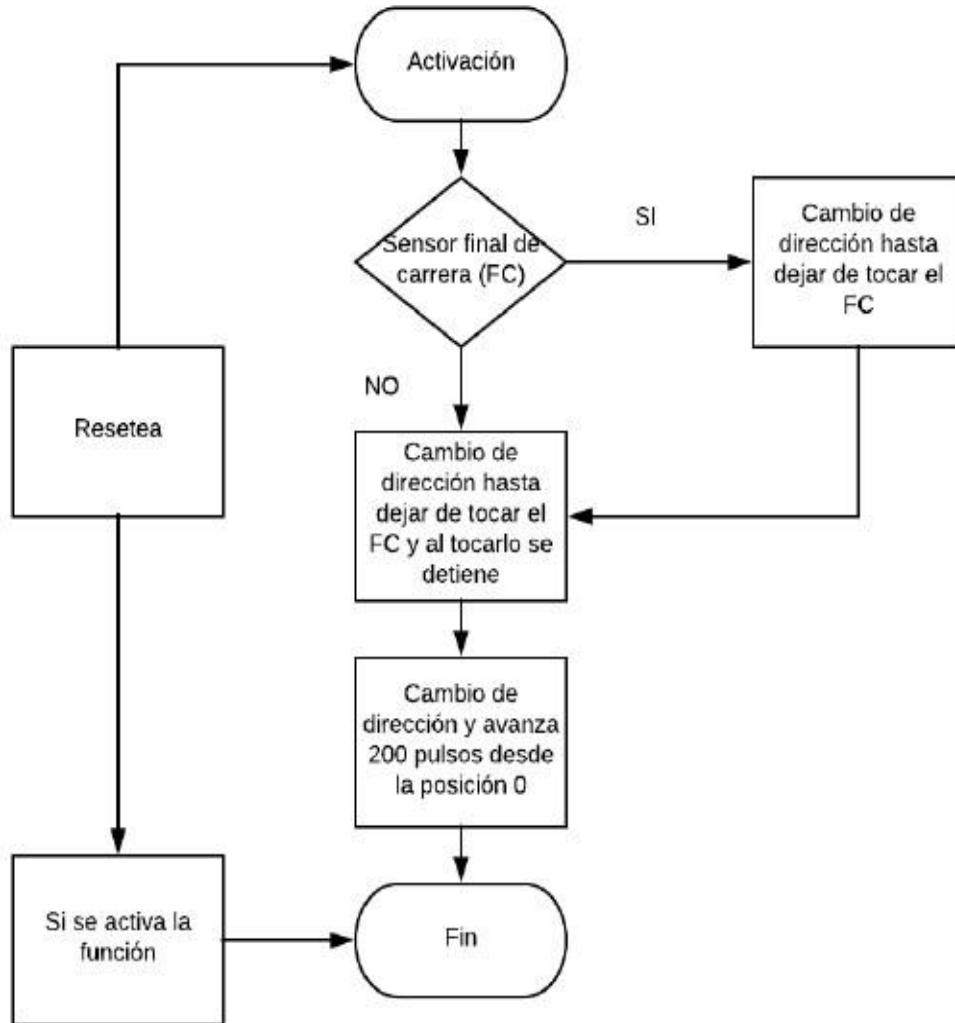 Activación
Sensor final de
carrera (FC)
SI
Cambio de
dirección hasta
dejar de tocar el
FC
NO
Resetea
Cambio de
dirección hasta
dejar de tocar el
FC y al tocarlo se
detiene
Cambio de
dirección y avanza
200 pulsos desde
la posición 0
Si se activa la
función
Fin